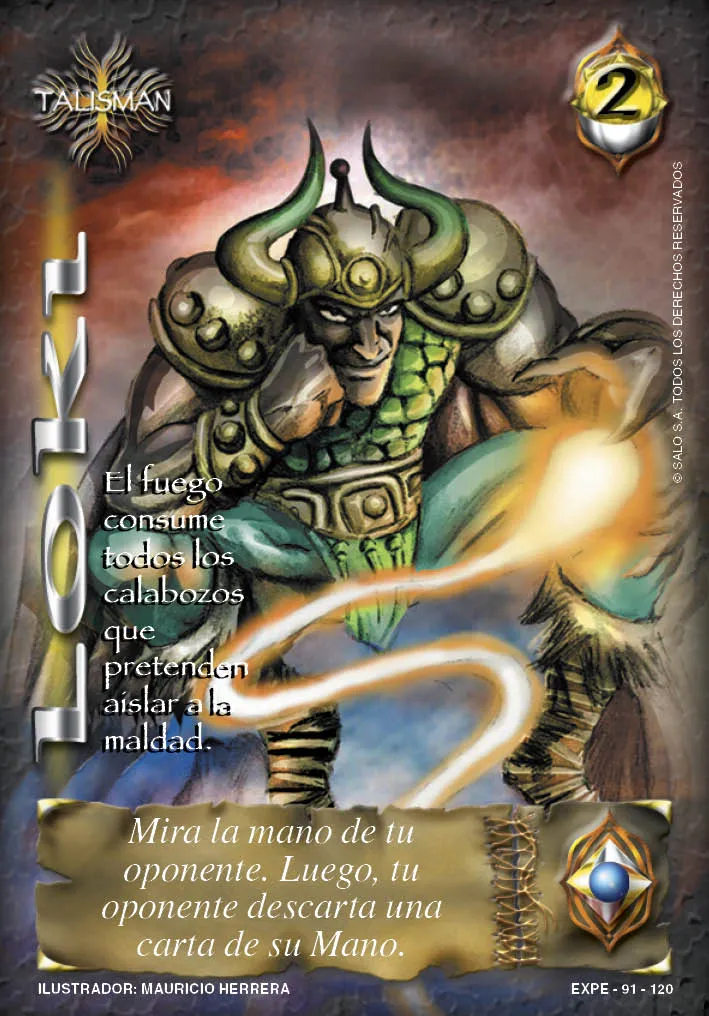 TALISMAN
2
LOKI
© SALO S.A. TODOS LOS DERECHOS RESERVADOS
El fuego
consume
todos los
calabozos
que
pretenden
aislar a la
maldad.
Mira la mano de tu
oponente. Luego, tu
oponente descarta una
carta de su Mano.
ILUSTRADOR: MAURICIO HERRERA
EXPE - 91 - 120